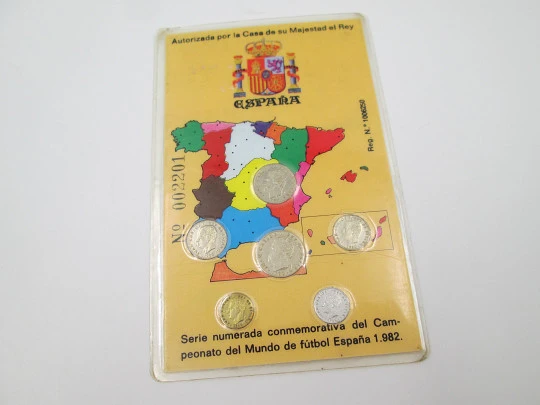 Autorizada por la Casa de su Majestad el Rey
ESPAÑA
Reg. N.º 1006250
Nº 002201
Serie numerada conmemorativa del Cam-
peonato del Mundo de fútbol España 1.982.